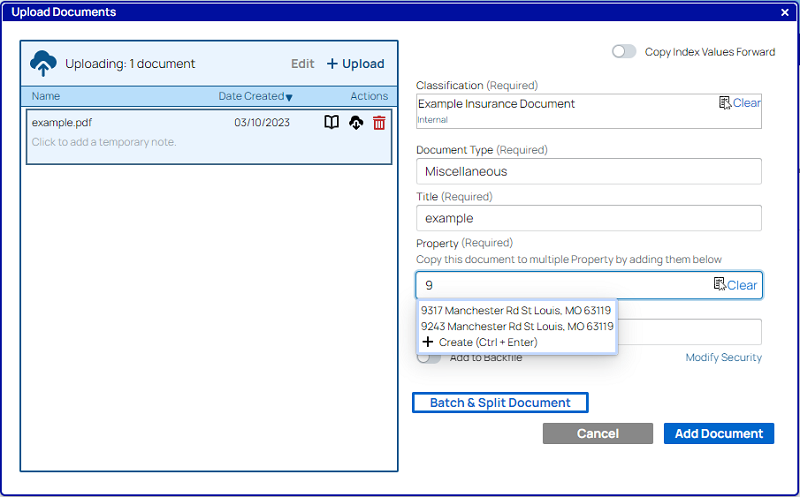 Upload Documents
Uploading: 1 document Edit + Upload
Name Date Created▼ Actions
example.pdf 03/10/2023
Click to add a temporary note.
Copy Index Values Forward
Classification (Required)
Example Insurance Document Clear
Internal
Document Type (Required)
Miscellaneous
Title (Required)
example
Property (Required)
Copy this document to multiple Property by adding them below
9 Clear
9317 Manchester Rd St Louis, MO 63119
9243 Manchester Rd St Louis, MO 63119
+ Create (Ctrl + Enter)
Add to Backfile Modify Security
Batch & Split Document
Cancel Add Document